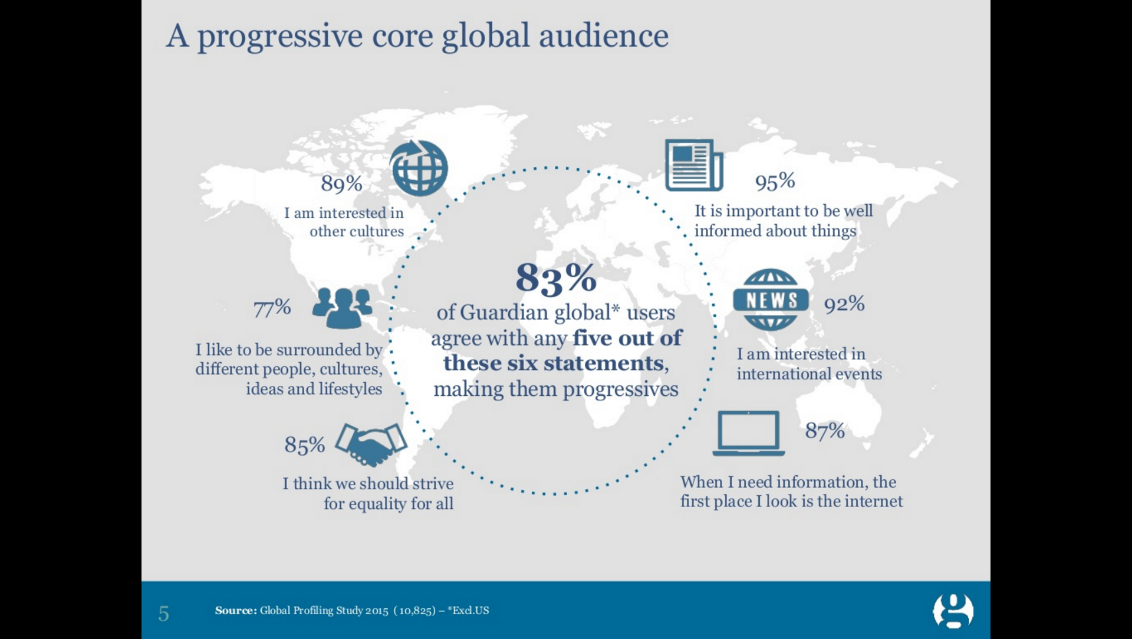 A progressive core global audience
89%
I am interested in
other cultures
77%
I like to be surrounded by
different people, cultures,
ideas and lifestyles
85%
I think we should strive
for equality for all
83%
of Guardian global* users
agree with any five out of
these six statements,
making them progressives
95%
It is important to be well
informed about things
NEWS
92%
I am interested in
international events
87%
When I need information, the
first place I look is the internet
5
Source: Global Profiling Study 2015 ( 10,825) – *Excl.US
g